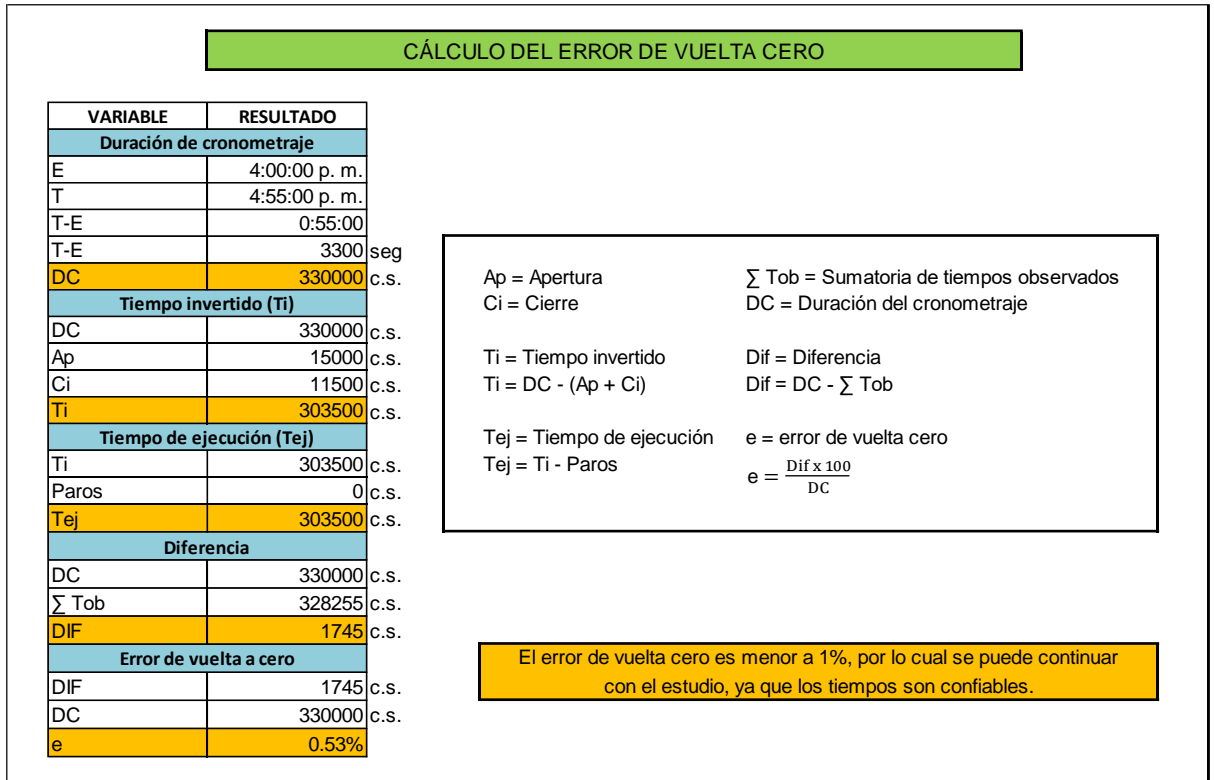 CÁLCULO DEL ERROR DE VUELTA CERO
VARIABLE RESULTADO
Duración de cronometraje
E 4:00:00 p. m.
T 4:55:00 p. m.
T-E 0:55:00
T-E 3300 seg
DC 330000 c.s.
Tiempo invertido (Ti)
DC 330000 c.s.
Ap 15000 c.s.
Ci 11500 c.s.
Ti 303500 c.s.
Tiempo de ejecución (Tej)
Ti 303500 c.s.
Paros 0 c.s.
Tej 303500 c.s.
Diferencia
DC 330000 c.s.
∑ Tob 328255 c.s.
DIF 1745 c.s.
Error de vuelta a cero
DIF 1745 c.s.
DC 330000 c.s.
e 0.53%
Ap = Apertura ∑ Tob = Sumatoria de tiempos observados
Ci = Cierre DC = Duración del cronometraje
Ti = Tiempo invertido Dif = Diferencia
Ti = DC - (Ap + Ci) Dif = DC - ∑ Tob
Tej = Tiempo de ejecución e = error de vuelta cero
Tej = Ti - Paros e = Dif x 100 / DC
El error de vuelta cero es menor a 1%, por lo cual se puede continuar
con el estudio, ya que los tiempos son confiables.